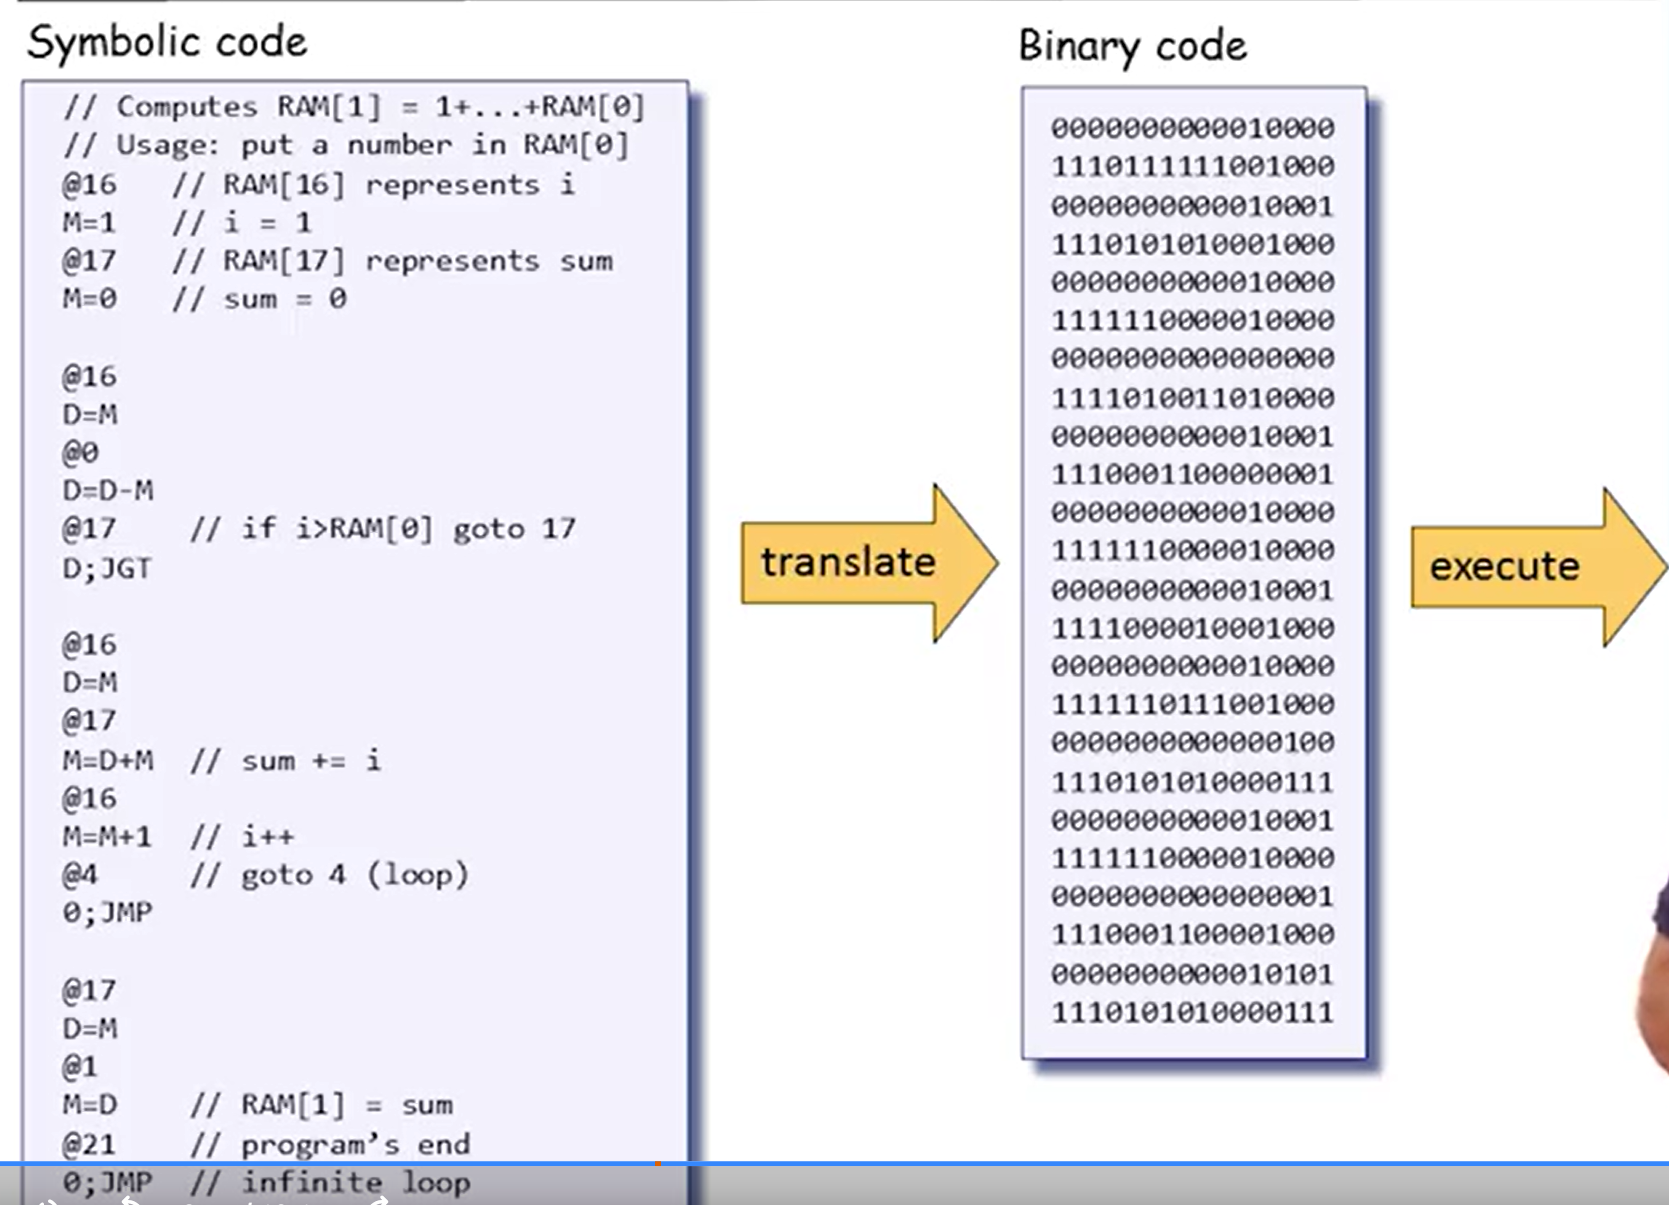 Symbolic code
// Computes RAM[1] = 1+...+RAM[0]
// Usage: put a number in RAM[0]
@16 // RAM[16] represents i
M=1 // i = 1
@17 // RAM[17] represents sum
M=0 // sum = 0
@16
D=M
@0
D=D-M
@17 // if i>RAM[0] goto 17
D;JGT
@16
D=M
@17
M=D+M // sum += i
@16
M=M+1 // i++
@4 // goto 4 (loop)
0;JMP
@17
D=M
@1
M=D // RAM[1] = sum
@21 // program’s end
0;JMP // infinite loop
translate
Binary code
0000000000010000
1110111111001000
0000000000010001
1110101010001000
0000000000010000
1111110000010000
0000000000000000
1111010011010000
0000000000010001
1110001100000001
0000000000010000
1111110000010000
0000000000010001
1111000010001000
0000000000010000
1111110111001000
0000000000000100
1110101010000111
0000000000010001
1111110000010000
0000000000000001
1110001100001000
0000000000010101
1110101010000111
execute